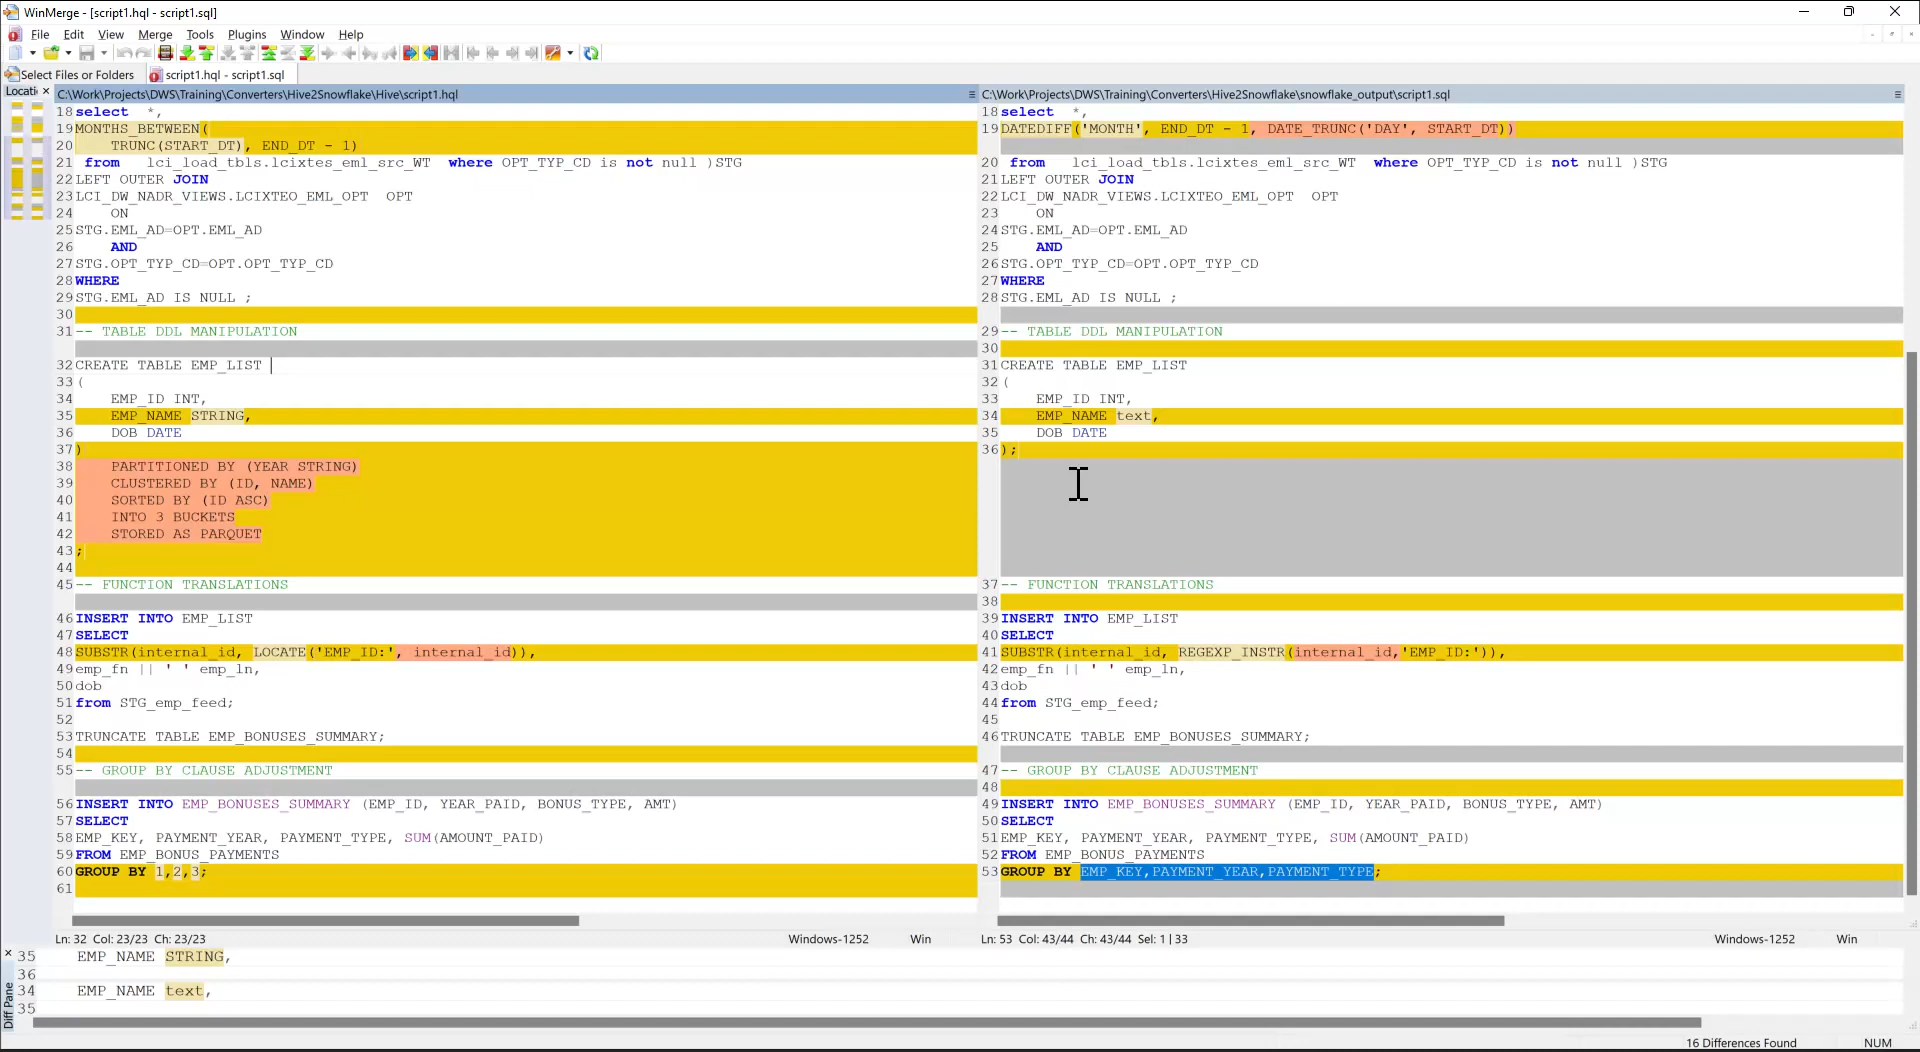 WinMerge - [script1.hql - script1.sql]
File Edit View Merge Tools Plugins Window Help
Select Files or Folders script1.hql - script1.sql
Locati
C:\Work\Projects\DWS\Training\Converters\Hive2Snowflake\Hive\script1.hql
18 select *,
19 MONTHS_BETWEEN(
20 TRUNC(START_DT), END_DT - 1)
21 from lci_load_tbls.lcixtes_eml_src_WT where OPT_TYP_CD is not null )STG
22 LEFT OUTER JOIN
23 LCI_DW_NADR_VIEWS.LCIXTEO_EML_OPT OPT
24 ON
25 STG.EML_AD=OPT.EML_AD
26 AND
27 STG.OPT_TYP_CD=OPT.OPT_TYP_CD
28 WHERE
29 STG.EML_AD IS NULL ;
30
31 -- TABLE DDL MANIPULATION
32 CREATE TABLE EMP_LIST
33 (
34 EMP_ID INT,
35 EMP_NAME STRING,
36 DOB DATE
37 )
38 PARTITIONED BY (YEAR STRING)
39 CLUSTERED BY (ID, NAME)
40 SORTED BY (ID ASC)
41 INTO 3 BUCKETS
42 STORED AS PARQUET
43 ;
44
45 -- FUNCTION TRANSLATIONS
46 INSERT INTO EMP_LIST
47 SELECT
48 SUBSTR(internal_id, LOCATE('EMP_ID:', internal_id)),
49 emp_fn || ' ' emp_ln,
50 dob
51 from STG_emp_feed;
52
53 TRUNCATE TABLE EMP_BONUSES_SUMMARY;
54
55 -- GROUP BY CLAUSE ADJUSTMENT
56 INSERT INTO EMP_BONUSES_SUMMARY (EMP_ID, YEAR_PAID, BONUS_TYPE, AMT)
57 SELECT
58 EMP_KEY, PAYMENT_YEAR, PAYMENT_TYPE, SUM(AMOUNT_PAID)
59 FROM EMP_BONUS_PAYMENTS
60 GROUP BY 1,2,3;
61
Ln: 32 Col: 23/23 Ch: 23/23 Windows-1252 Win
C:\Work\Projects\DWS\Training\Converters\Hive2Snowflake\snowflake_output\script1.sql
18 select *,
19 DATEDIFF('MONTH', END_DT - 1, DATE_TRUNC('DAY', START_DT))
20 from lci_load_tbls.lcixtes_eml_src_WT where OPT_TYP_CD is not null )STG
21 LEFT OUTER JOIN
22 LCI_DW_NADR_VIEWS.LCIXTEO_EML_OPT OPT
23 ON
24 STG.EML_AD=OPT.EML_AD
25 AND
26 STG.OPT_TYP_CD=OPT.OPT_TYP_CD
27 WHERE
28 STG.EML_AD IS NULL ;
29 -- TABLE DDL MANIPULATION
30
31 CREATE TABLE EMP_LIST
32 (
33 EMP_ID INT,
34 EMP_NAME text,
35 DOB DATE
36 );
37 -- FUNCTION TRANSLATIONS
38
39 INSERT INTO EMP_LIST
40 SELECT
41 SUBSTR(internal_id, REGEXP_INSTR(internal_id,'EMP_ID:')),
42 emp_fn || ' ' emp_ln,
43 dob
44 from STG_emp_feed;
45
46 TRUNCATE TABLE EMP_BONUSES_SUMMARY;
47 -- GROUP BY CLAUSE ADJUSTMENT
48
49 INSERT INTO EMP_BONUSES_SUMMARY (EMP_ID, YEAR_PAID, BONUS_TYPE, AMT)
50 SELECT
51 EMP_KEY, PAYMENT_YEAR, PAYMENT_TYPE, SUM(AMOUNT_PAID)
52 FROM EMP_BONUS_PAYMENTS
53 GROUP BY EMP_KEY,PAYMENT_YEAR,PAYMENT_TYPE;
Ln: 53 Col: 43/44 Ch: 43/44 Sel: 1 | 33 Windows-1252 Win
Diff Pane
35 EMP_NAME STRING,
36
34 EMP_NAME text,
35
16 Differences Found NUM